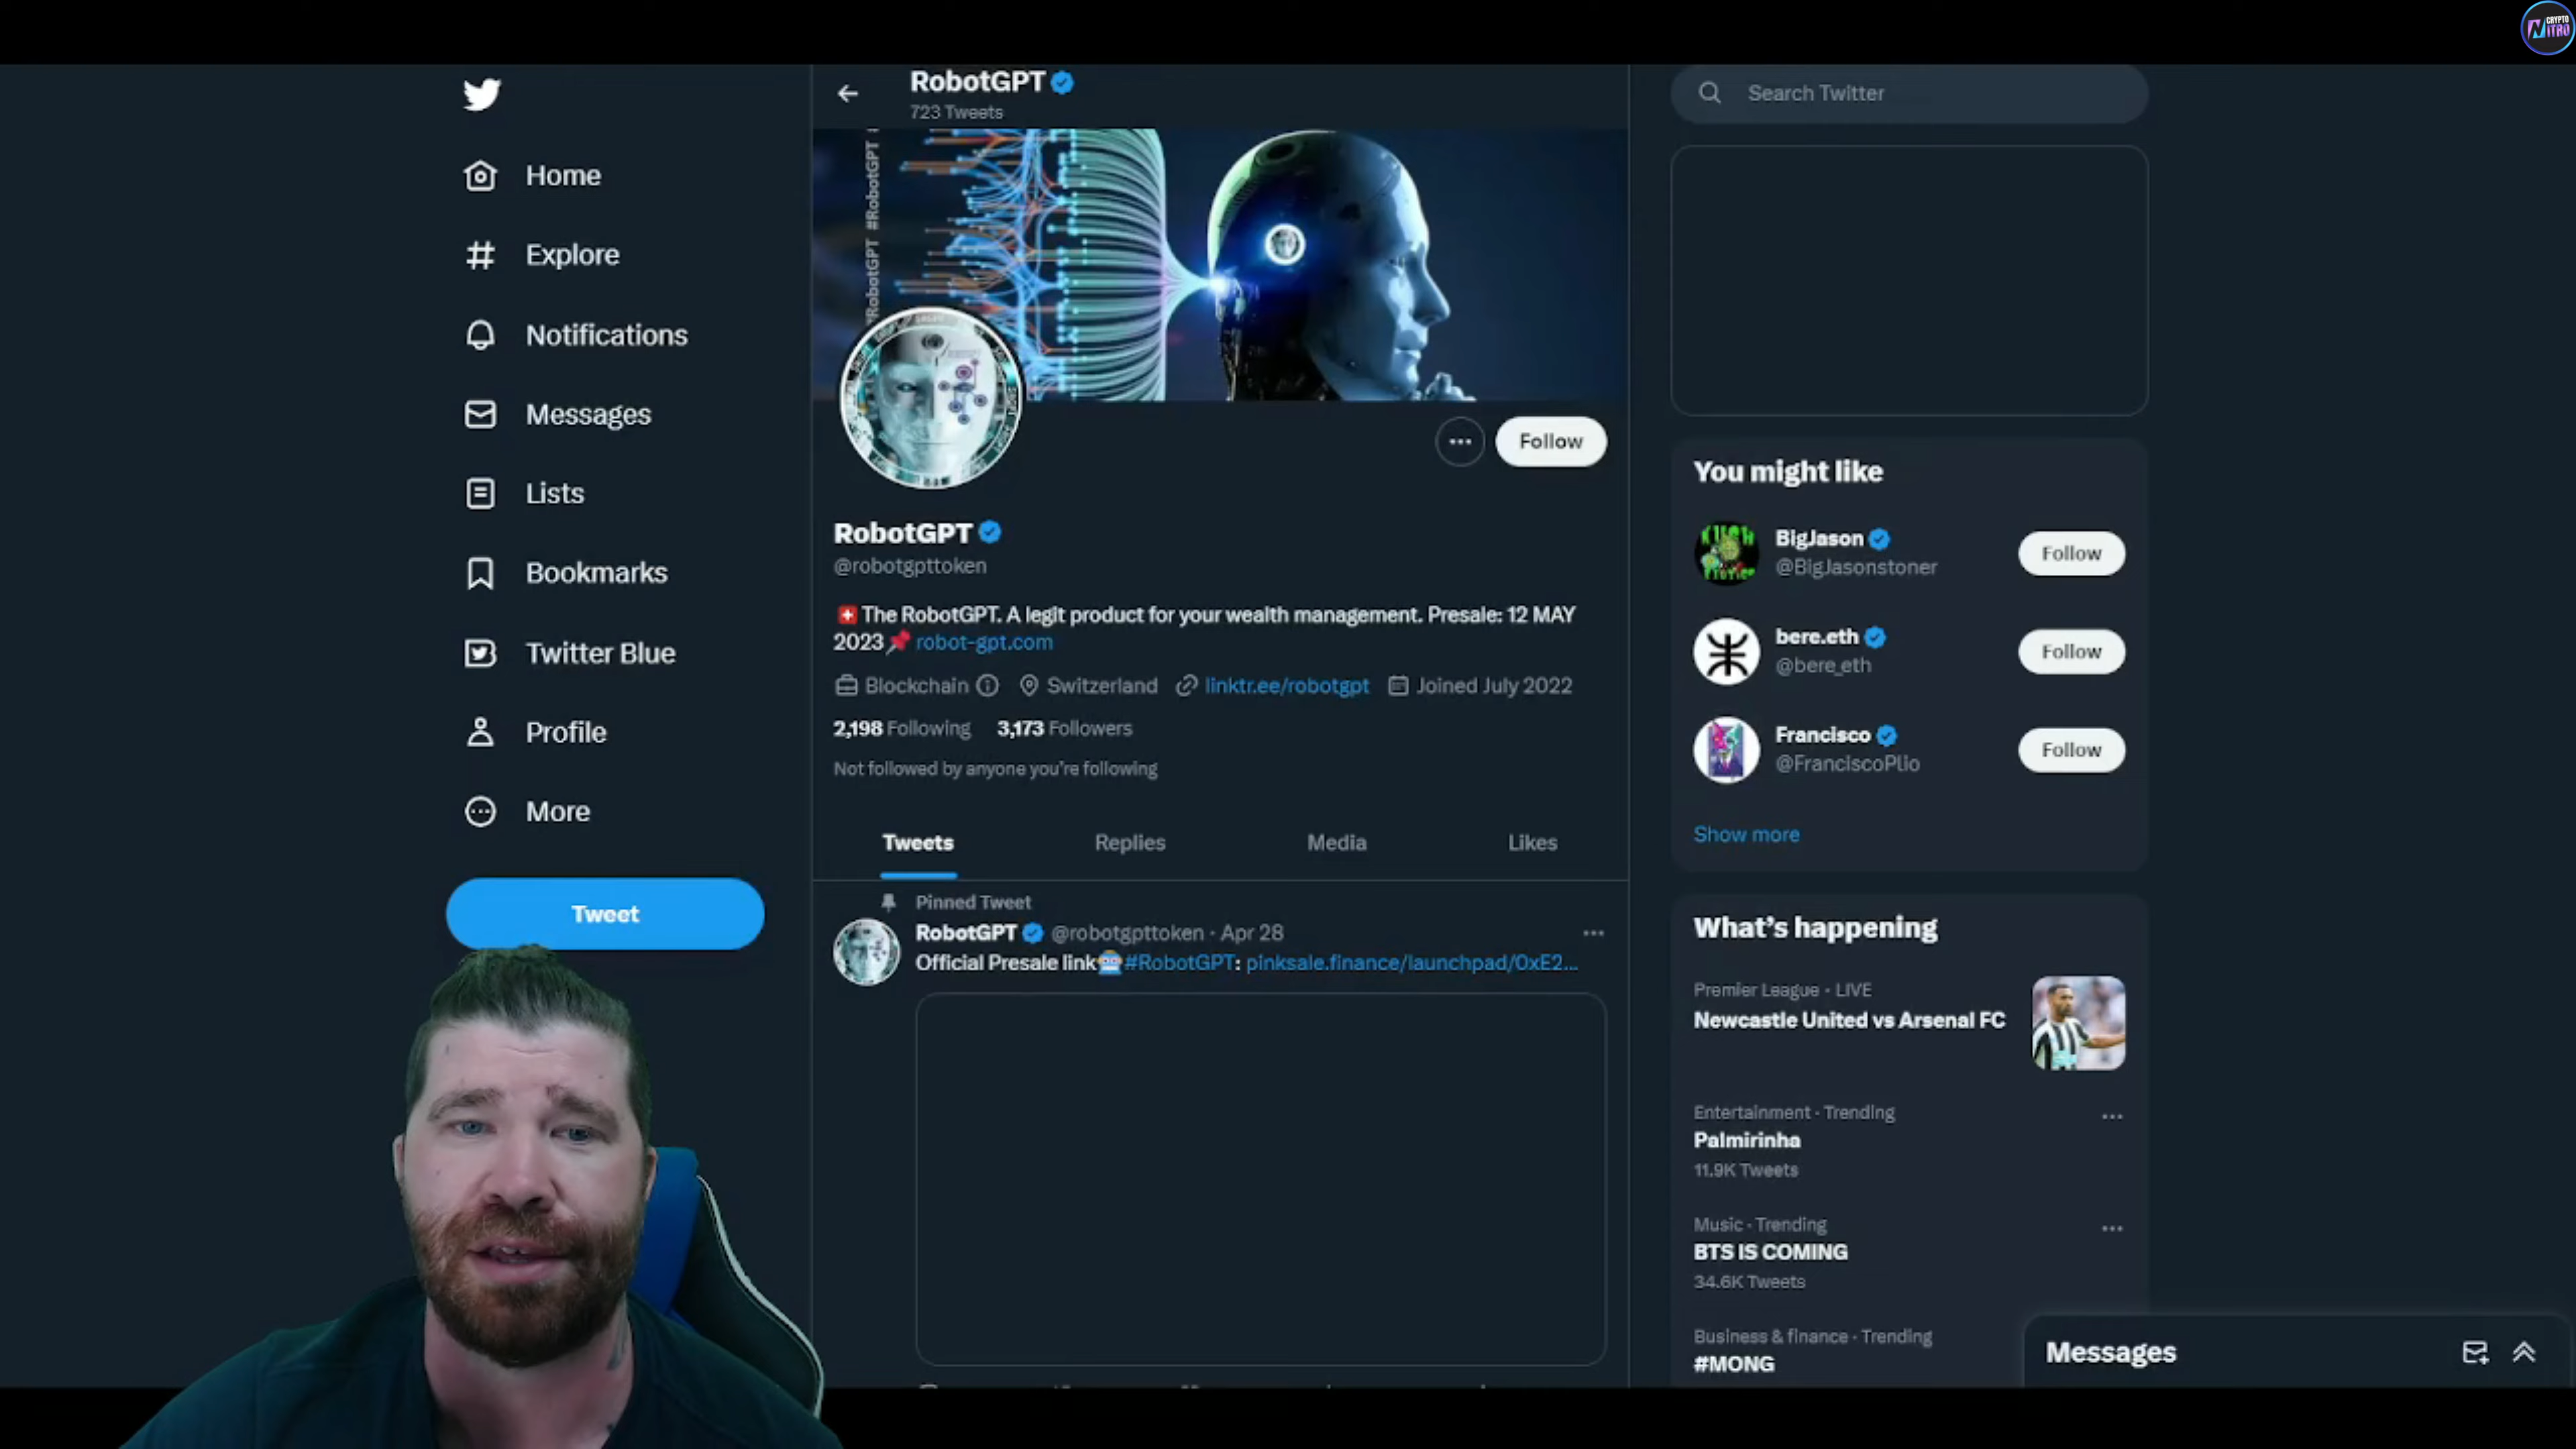 CRYPTO
NITRO
RobotGPT
723 Tweets
Search Twitter
Home
Explore
Notifications
Messages
Lists
Bookmarks
Twitter Blue
Profile
More
Tweet
#RobotGPT #RobotGPT
Follow
RobotGPT
@robotgpttoken
The RobotGPT. A legit product for your wealth management. Presale: 12 MAY
2023📌 robot-gpt.com
Blockchain Switzerland linktr.ee/robotgpt Joined July 2022
2,198 Following 3,173 Followers
Not followed by anyone you're following
Tweets Replies Media Likes
Pinned Tweet
RobotGPT @robotgpttoken · Apr 28
Official Presale link🤖#RobotGPT: pinksale.finance/launchpad/0xE2...
You might like
BigJason
@BigJasonstoner
Follow
bere.eth
@bere_eth
Follow
Francisco
@FranciscoPlio
Follow
Show more
What's happening
Premier League · LIVE
Newcastle United vs Arsenal FC
Entertainment · Trending
Palmirinha
11.9K Tweets
Music · Trending
BTS IS COMING
34.6K Tweets
Business & finance · Trending
#MONG
Messages